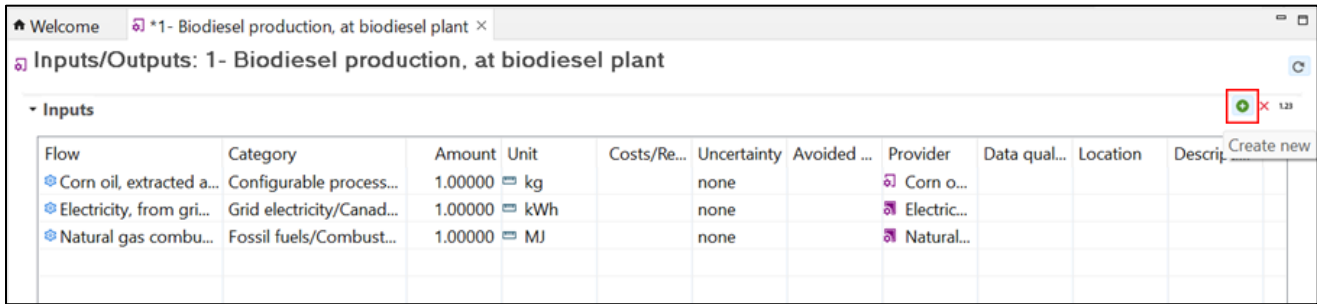 Welcome *1- Biodiesel production, at biodiesel plant
Inputs/Outputs: 1- Biodiesel production, at biodiesel plant
Inputs 1.23
Create new
Flow Category Amount Unit Costs/Re... Uncertainty Avoided ... Provider Data qual... Location Descrip
Corn oil, extracted a... Configurable process... 1.00000 kg none Corn o...
Electricity, from gri... Grid electricity/Canad... 1.00000 kWh none Electric...
Natural gas combu... Fossil fuels/Combust... 1.00000 MJ none Natural...